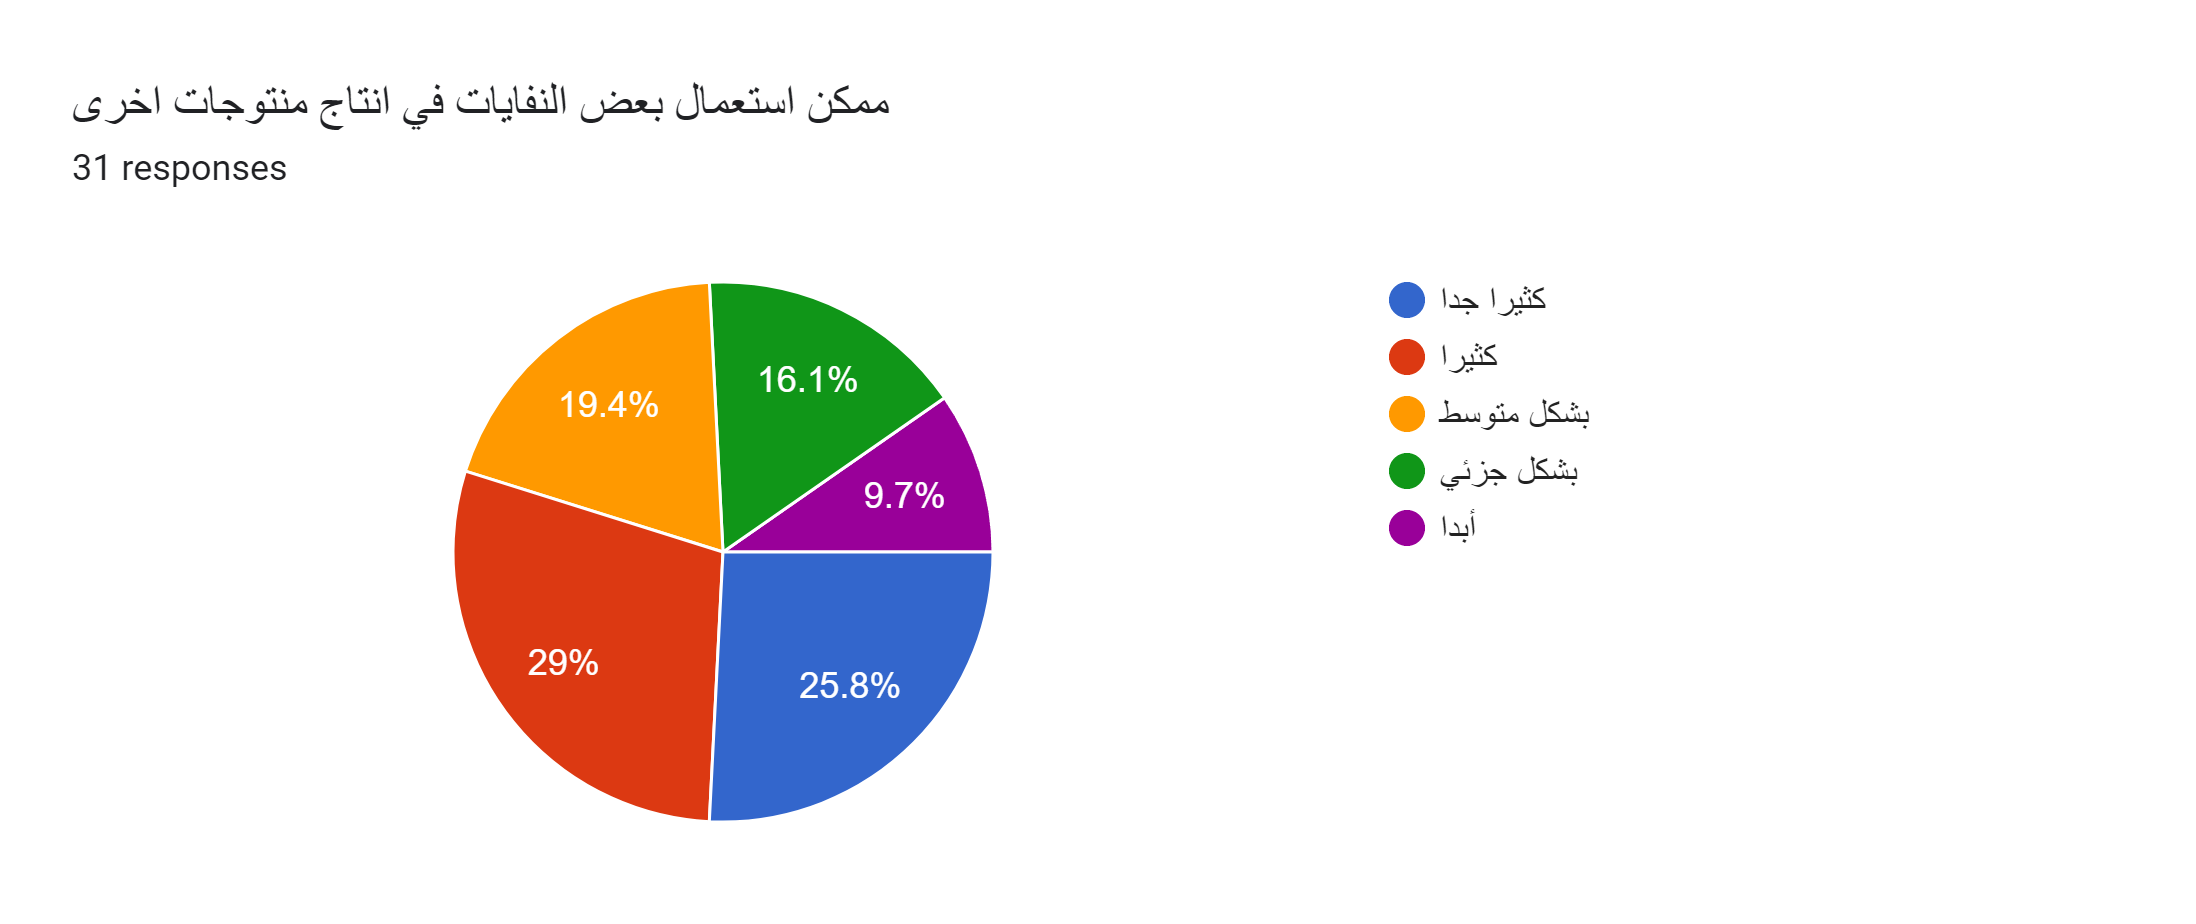 ممكن استعمال بعض النفايات في انتاج منتوجات اخرى
31 responses
16.1%
19.4%
9.7%
29%
25.8%
كثيرا جدا
كثيرا
بشكل متوسط
بشكل جزئي
أبدا